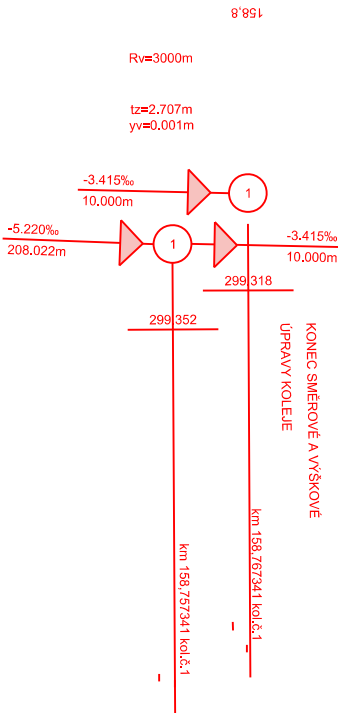 158,8
Rv=3000m
tz=2.707m
yv=0.001m
-3.415‰
10.000m
1
-5.220‰
208.022m
1
-3.415‰
10.000m
299.318
299.352
KONEC SMĚROVÉ A VÝŠKOVÉ
ÚPRAVY KOLEJE
km 158,767341 kol.č.1
km 158,757341 kol.č.1